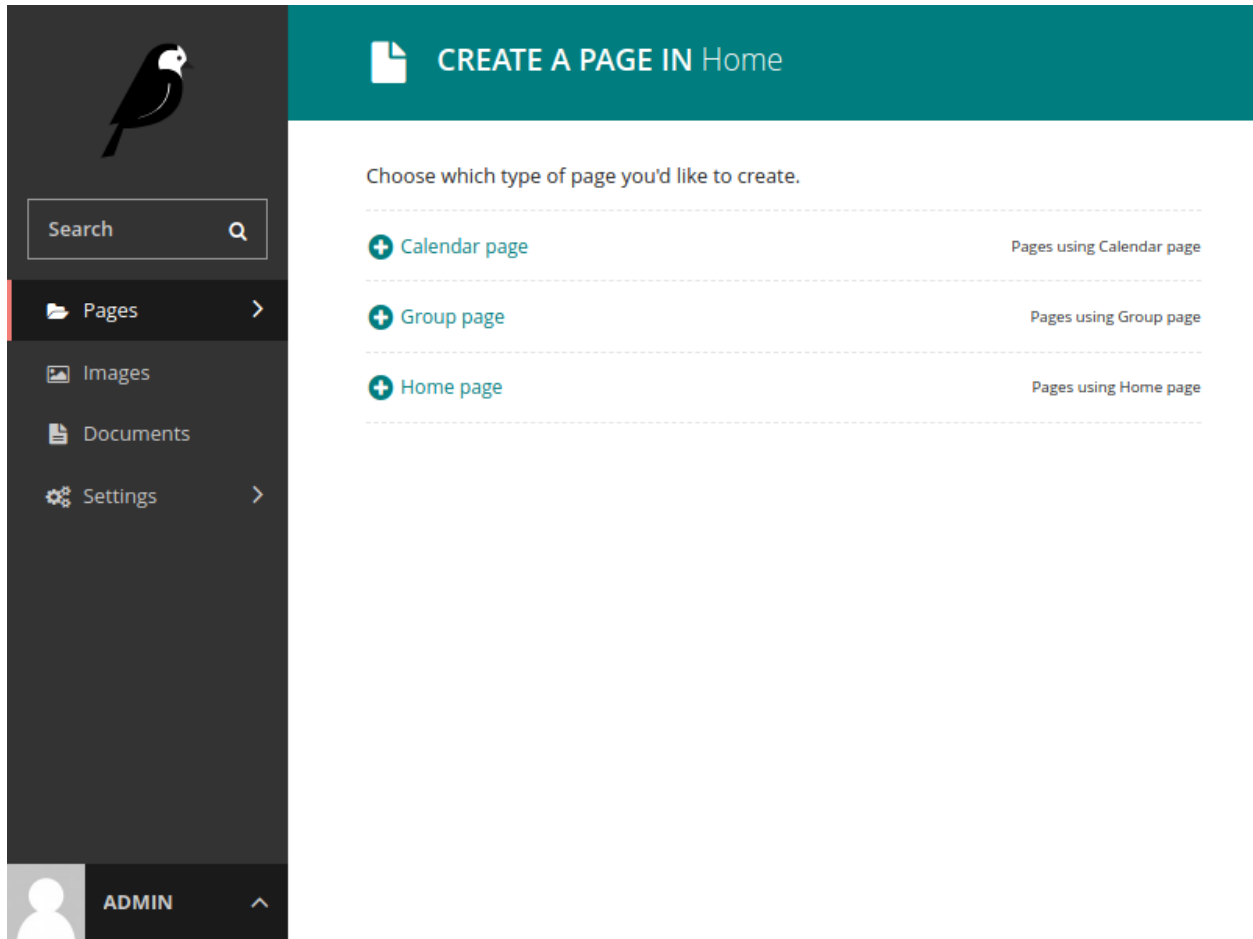 CREATE A PAGE IN Home
Choose which type of page you'd like to create.
Search
Calendar page Pages using Calendar page
Pages
Group page Pages using Group page
Images
Home page Pages using Home page
Documents
Settings
ADMIN